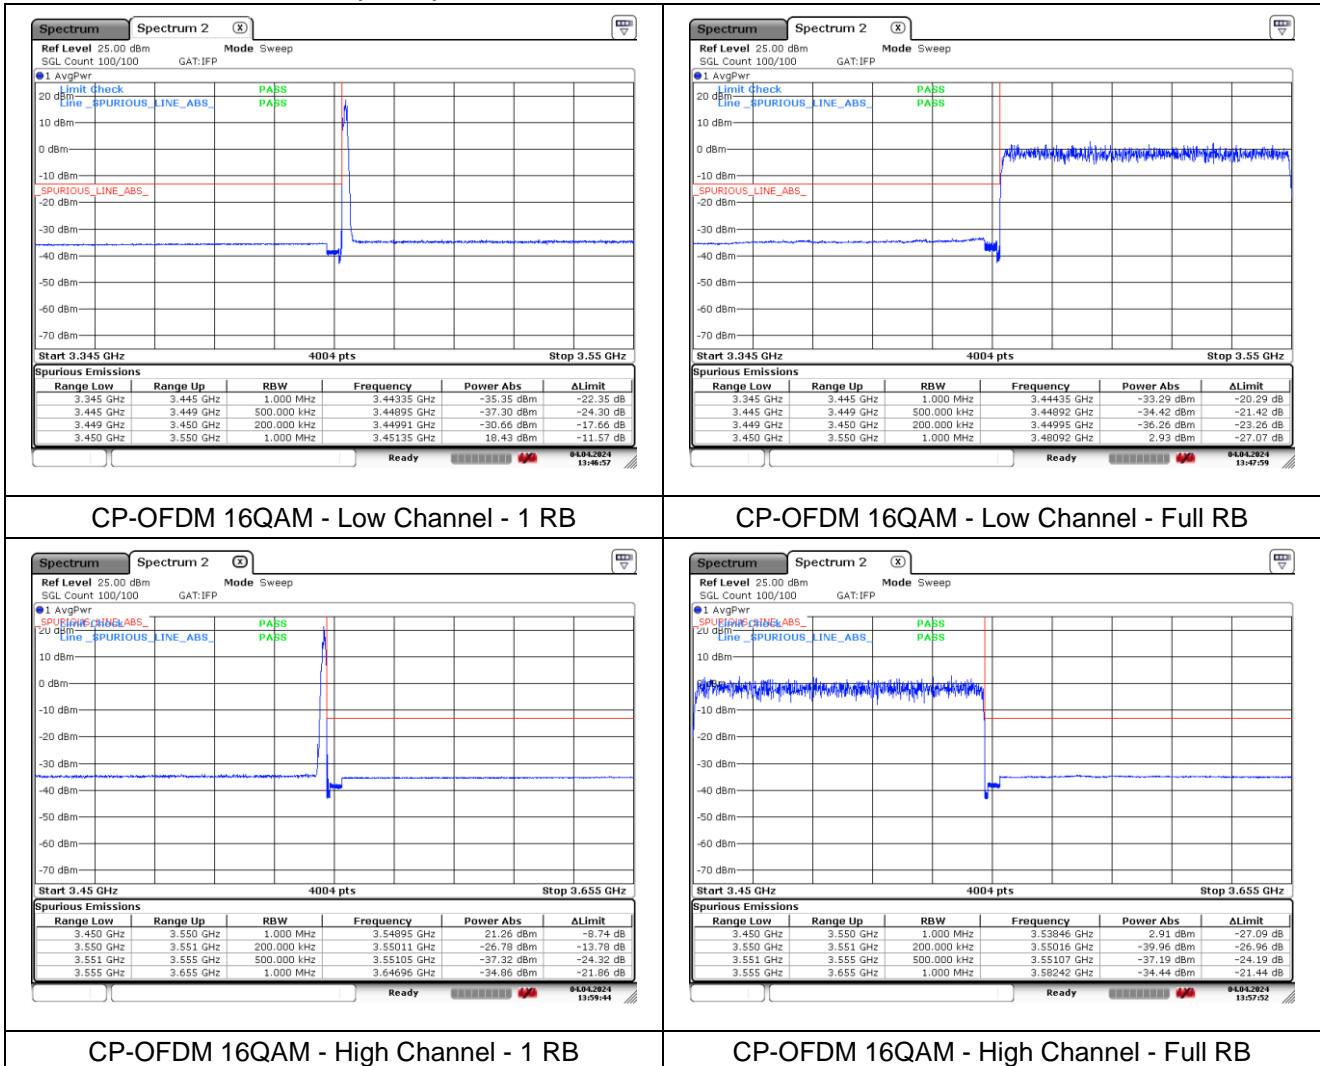 Spectrum Spectrum 2 X
Ref Level 25.00 dBm Mode Sweep
SGL Count 100/100 GAT:IFP
1 AvgPwr
Limit Check PASS
20 dBm
Line _SPURIOUS_LINE_ABS_ PASS
10 dBm
0 dBm
-10 dBm
_SPURIOUS_LINE_ABS_
-20 dBm
-30 dBm
-40 dBm
-50 dBm
-60 dBm
-70 dBm
Start 3.345 GHz 4004 pts Stop 3.55 GHz
Spurious Emissions
Range Low Range Up RBW Frequency Power Abs ΔLimit
3.345 GHz 3.445 GHz 1.000 MHz 3.44335 GHz -35.35 dBm -22.35 dB
3.445 GHz 3.449 GHz 500.000 kHz 3.44895 GHz -37.30 dBm -24.30 dB
3.449 GHz 3.450 GHz 200.000 kHz 3.44991 GHz -30.66 dBm -17.66 dB
3.450 GHz 3.550 GHz 1.000 MHz 3.45135 GHz 18.43 dBm -11.57 dB
Ready 04.04.2024
13:46:57
CP-OFDM 16QAM - Low Channel - 1 RB
Spectrum Spectrum 2 X
Ref Level 25.00 dBm Mode Sweep
SGL Count 100/100 GAT:IFP
1 AvgPwr
Limit Check PASS
20 dBm
Line _SPURIOUS_LINE_ABS_ PASS
10 dBm
0 dBm
-10 dBm
_SPURIOUS_LINE_ABS_
-20 dBm
-30 dBm
-40 dBm
-50 dBm
-60 dBm
-70 dBm
Start 3.345 GHz 4004 pts Stop 3.55 GHz
Spurious Emissions
Range Low Range Up RBW Frequency Power Abs ΔLimit
3.345 GHz 3.445 GHz 1.000 MHz 3.44435 GHz -33.29 dBm -20.29 dB
3.445 GHz 3.449 GHz 500.000 kHz 3.44892 GHz -34.42 dBm -21.42 dB
3.449 GHz 3.450 GHz 200.000 kHz 3.44995 GHz -36.26 dBm -23.26 dB
3.450 GHz 3.550 GHz 1.000 MHz 3.48092 GHz 2.93 dBm -27.07 dB
Ready 04.04.2024
13:47:59
CP-OFDM 16QAM - Low Channel - Full RB
Spectrum Spectrum 2 X
Ref Level 25.00 dBm Mode Sweep
SGL Count 100/100 GAT:IFP
1 AvgPwr
_SPURIOUS_LINE_ABS_
Limit Check PASS
20 dBm
Line _SPURIOUS_LINE_ABS_ PASS
10 dBm
0 dBm
-10 dBm
-20 dBm
-30 dBm
-40 dBm
-50 dBm
-60 dBm
-70 dBm
Start 3.45 GHz 4004 pts Stop 3.655 GHz
Spurious Emissions
Range Low Range Up RBW Frequency Power Abs ΔLimit
3.450 GHz 3.550 GHz 1.000 MHz 3.54895 GHz 21.26 dBm -8.74 dB
3.550 GHz 3.551 GHz 200.000 kHz 3.55011 GHz -26.78 dBm -13.78 dB
3.551 GHz 3.555 GHz 500.000 kHz 3.55105 GHz -37.32 dBm -24.32 dB
3.555 GHz 3.655 GHz 1.000 MHz 3.64696 GHz -34.86 dBm -21.86 dB
Ready 04.04.2024
13:59:44
CP-OFDM 16QAM - High Channel - 1 RB
Spectrum Spectrum 2 X
Ref Level 25.00 dBm Mode Sweep
SGL Count 100/100 GAT:IFP
1 AvgPwr
_SPURIOUS_LINE_ABS_
Limit Check PASS
20 dBm
Line _SPURIOUS_LINE_ABS_ PASS
10 dBm
0 dBm
-10 dBm
-20 dBm
-30 dBm
-40 dBm
-50 dBm
-60 dBm
-70 dBm
Start 3.45 GHz 4004 pts Stop 3.655 GHz
Spurious Emissions
Range Low Range Up RBW Frequency Power Abs ΔLimit
3.450 GHz 3.550 GHz 1.000 MHz 3.53846 GHz 2.91 dBm -27.09 dB
3.550 GHz 3.551 GHz 200.000 kHz 3.55016 GHz -39.96 dBm -26.96 dB
3.551 GHz 3.555 GHz 500.000 kHz 3.55107 GHz -37.19 dBm -24.19 dB
3.555 GHz 3.655 GHz 1.000 MHz 3.58242 GHz -34.44 dBm -21.44 dB
Ready 04.04.2024
13:57:52
CP-OFDM 16QAM - High Channel - Full RB